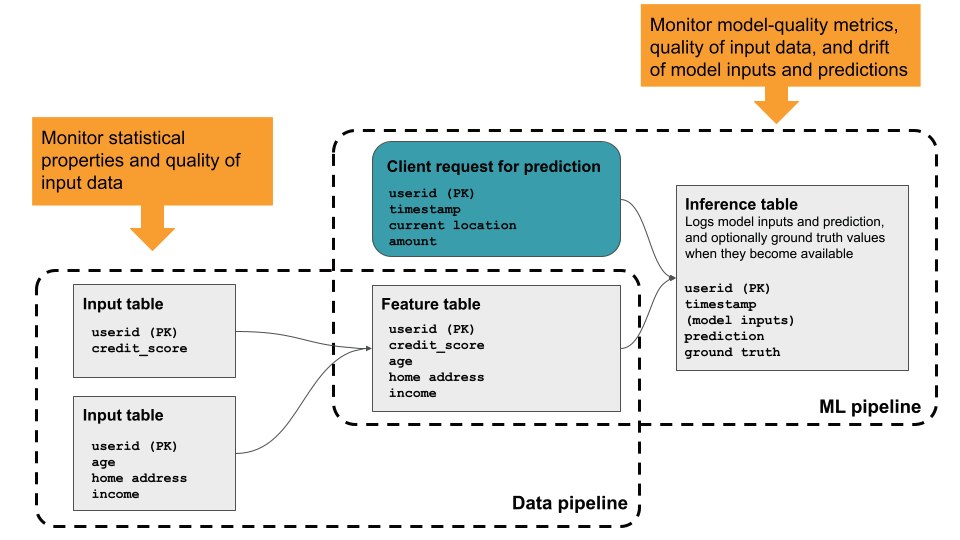 Monitor model-quality metrics,
quality of input data, and drift
of model inputs and predictions
Monitor statistical
properties and quality of
input data
Client request for prediction
userid (PK)
timestamp
current location
amount
Inference table
Logs model inputs and prediction,
and optionally ground truth values
when they become available
userid (PK)
timestamp
(model inputs)
prediction
ground truth
Input table
userid (PK)
credit_score
Feature table
userid (PK)
credit_score
age
home address
income
Input table
userid (PK)
age
home address
income
ML pipeline
Data pipeline